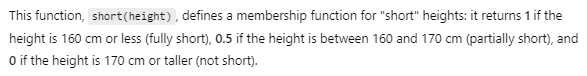 This function, short(height) , defines a membership function for "short" heights: it returns 1 if the
height is 160 cm or less (fully short), 0.5 if the height is between 160 and 170 cm (partially short), and
0 if the height is 170 cm or taller (not short).